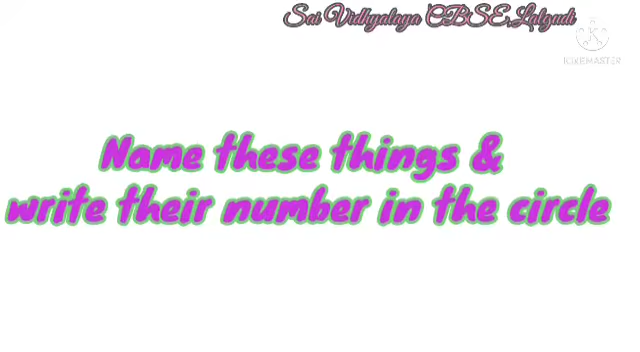 Sai Vidhyalaya CBSE,Lalgudi
KINEMASTER
Name these things &
write their number in the circle